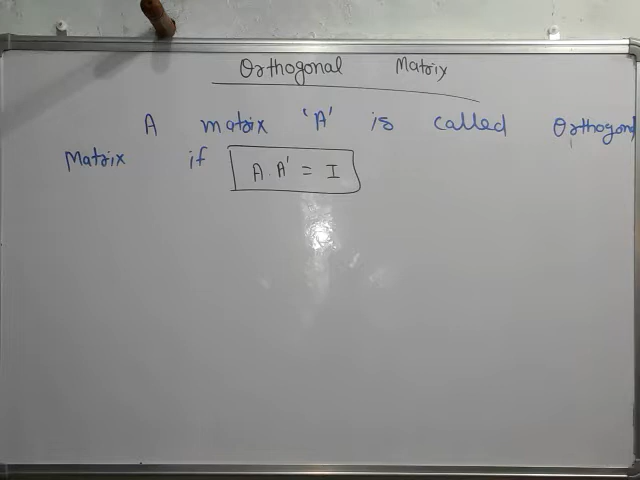 Orthogonal Matrix
A matrix 'A' is called Orthogonal
Matrix if A.A' = I